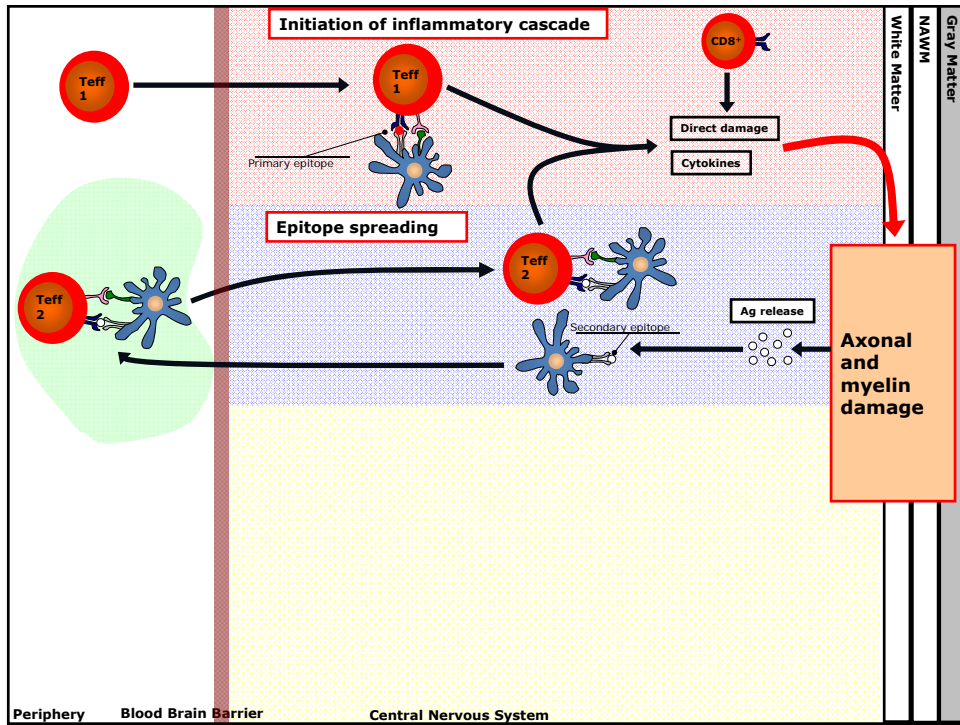 Initiation of inflammatory cascade
Teff
1
Teff
1
CD8+
White Matter
NAWM
Gray Matter
Direct damage
Cytokines
Primary epitope
Epitope spreading
Teff
2
Teff
2
Ag release
Secondary epitope
Axonal
and
myelin
damage
Periphery
Blood Brain Barrier
Central Nervous System